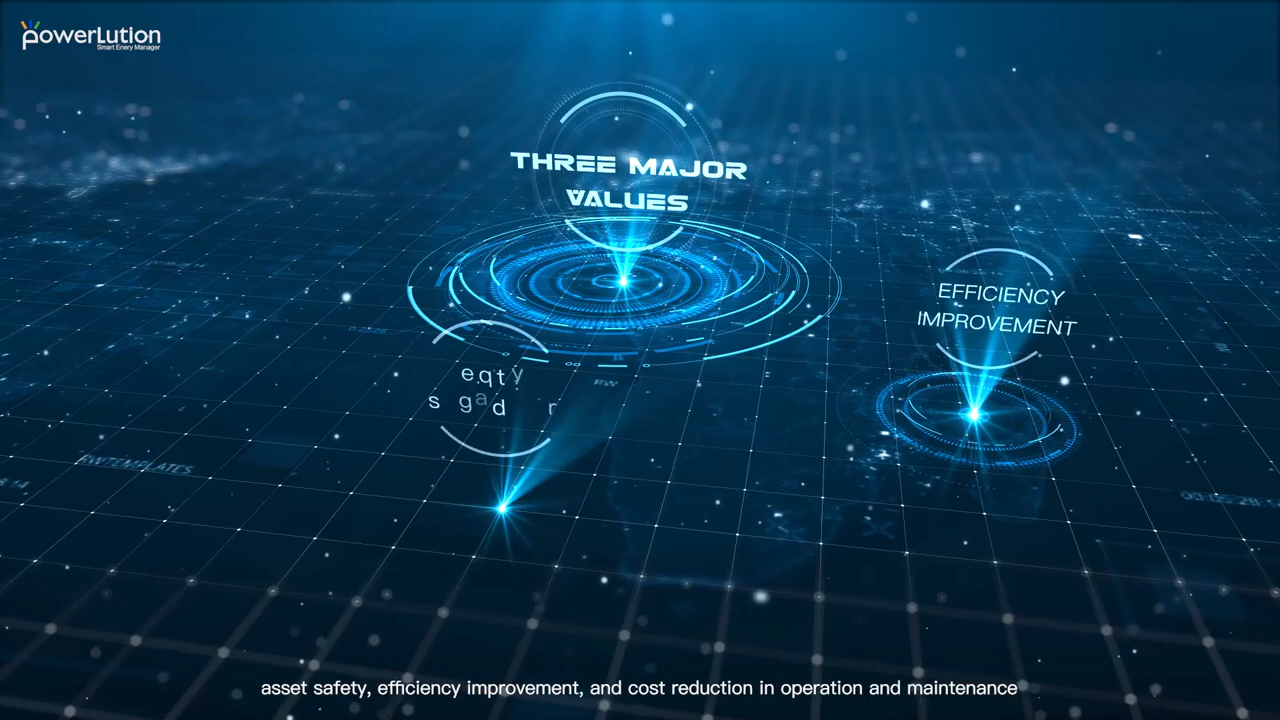 powerLution
Smart Enery Manager
THREE MAJOR
VALUES
EFFICIENCY
IMPROVEMENT
RWTEMPLATES
asset safety, efficiency improvement, and cost reduction in operation and maintenance